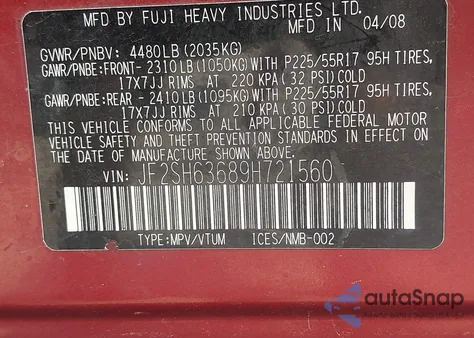 MFD BY FUJI HEAVY INDUSTRIES LTD.
MFD IN 04/08
GVWR/PNBV: 4480LB(2035KG)
GAWR/PNBE:FRONT- 2310LB(1050KG)WITH P225/55R17 95H TIRES,
17X7JJ RIMS AT 220 KPA(32 PSI)COLD
GAWR/PNBE:REAR - 2410LB(1095KG)WITH P225/55R17 95H TIRES,
17X7JJ RIMS AT 210 KPA(30 PSI)COLD
THIS VEHICLE CONFORMS TO ALL APPLICABLE FEDERAL MOTOR
VEHICLE SAFETY AND THEFT PREVENTION STANDARDS IN EFFECT
ON THE DATE OF MANUFACTURE SHOWN ABOVE.
VIN: JF2SH63689H721560
TYPE:MPV/VTUM ICES/NMB-002
autoSnap